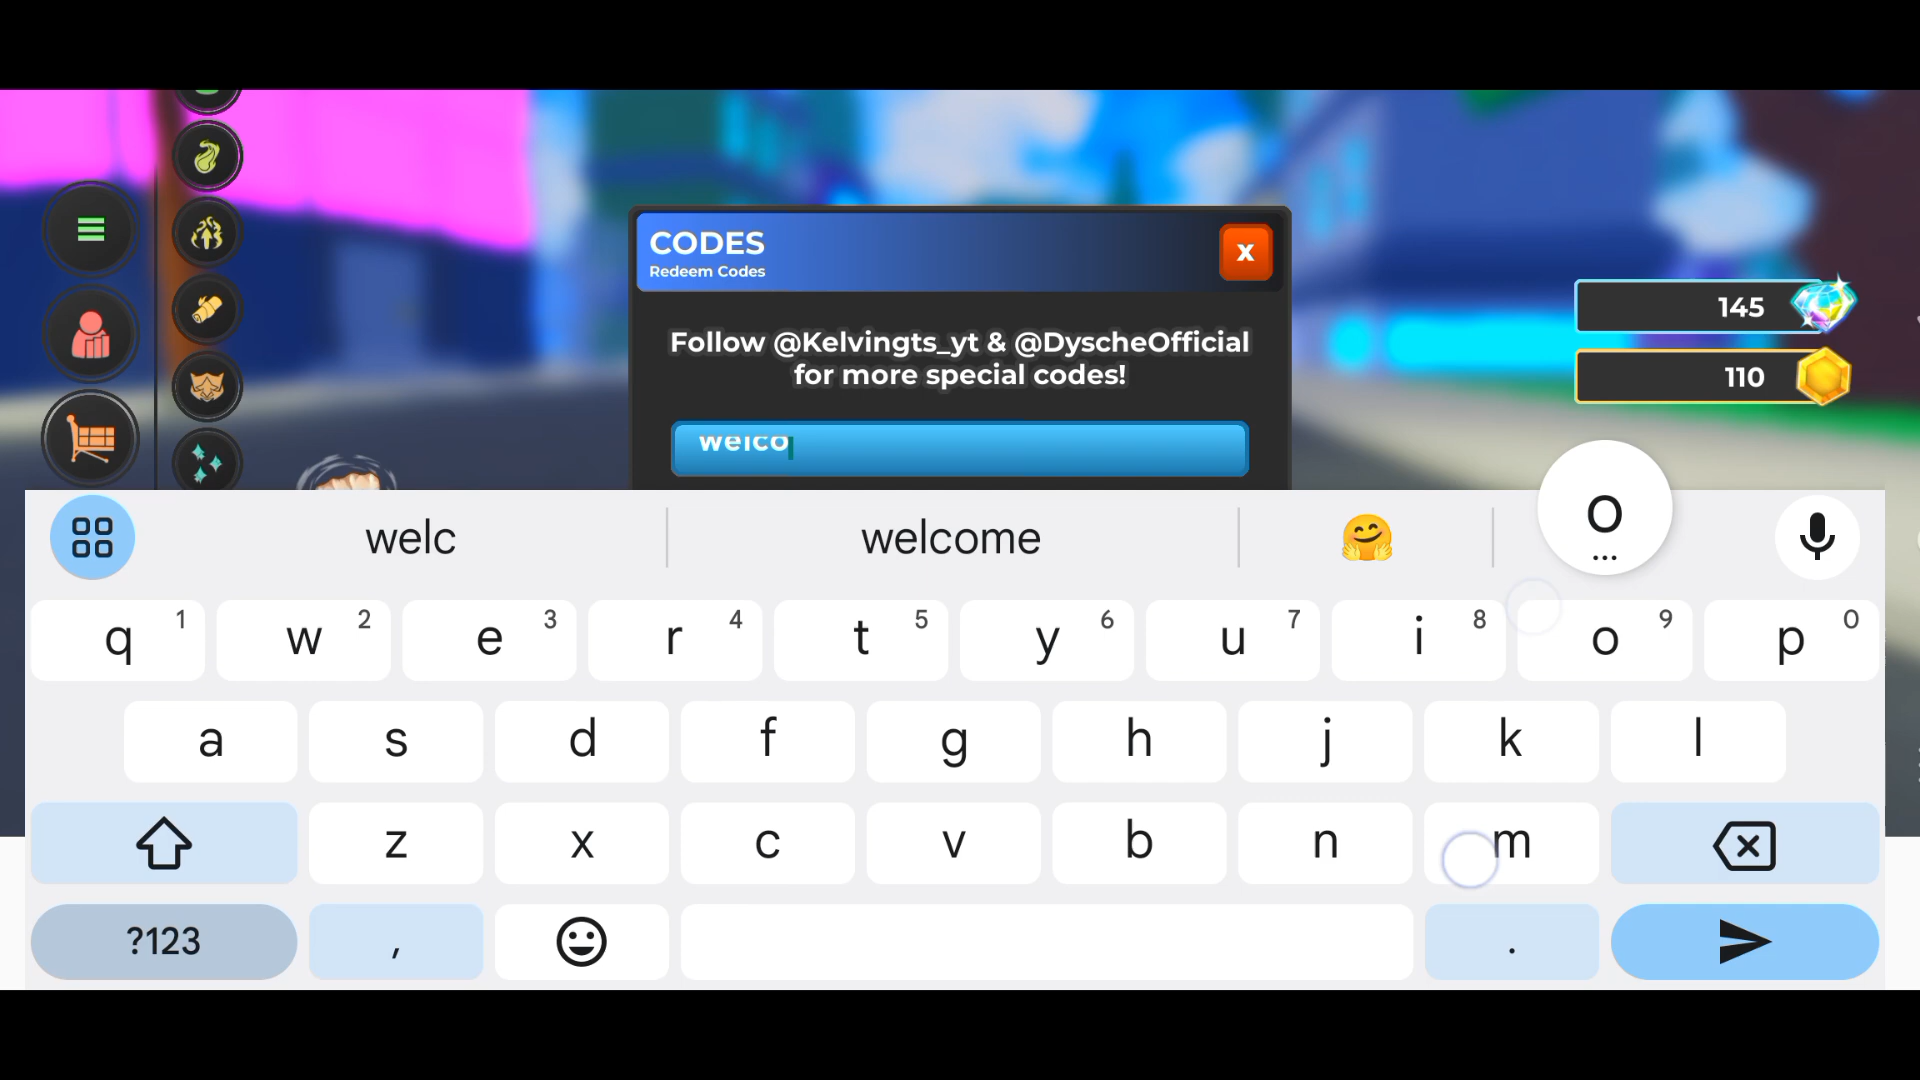 CODES
Redeem Codes
x
Follow @Kelvingts_yt & @DyscheOfficial
for more special codes!
welco
145
110
welc welcome o
...
q 1 w 2 e 3 r 4 t 5 y 6 u 7 i 8 o 9 p 0
a s d f g h j k l
z x c v b n m
?123 , .